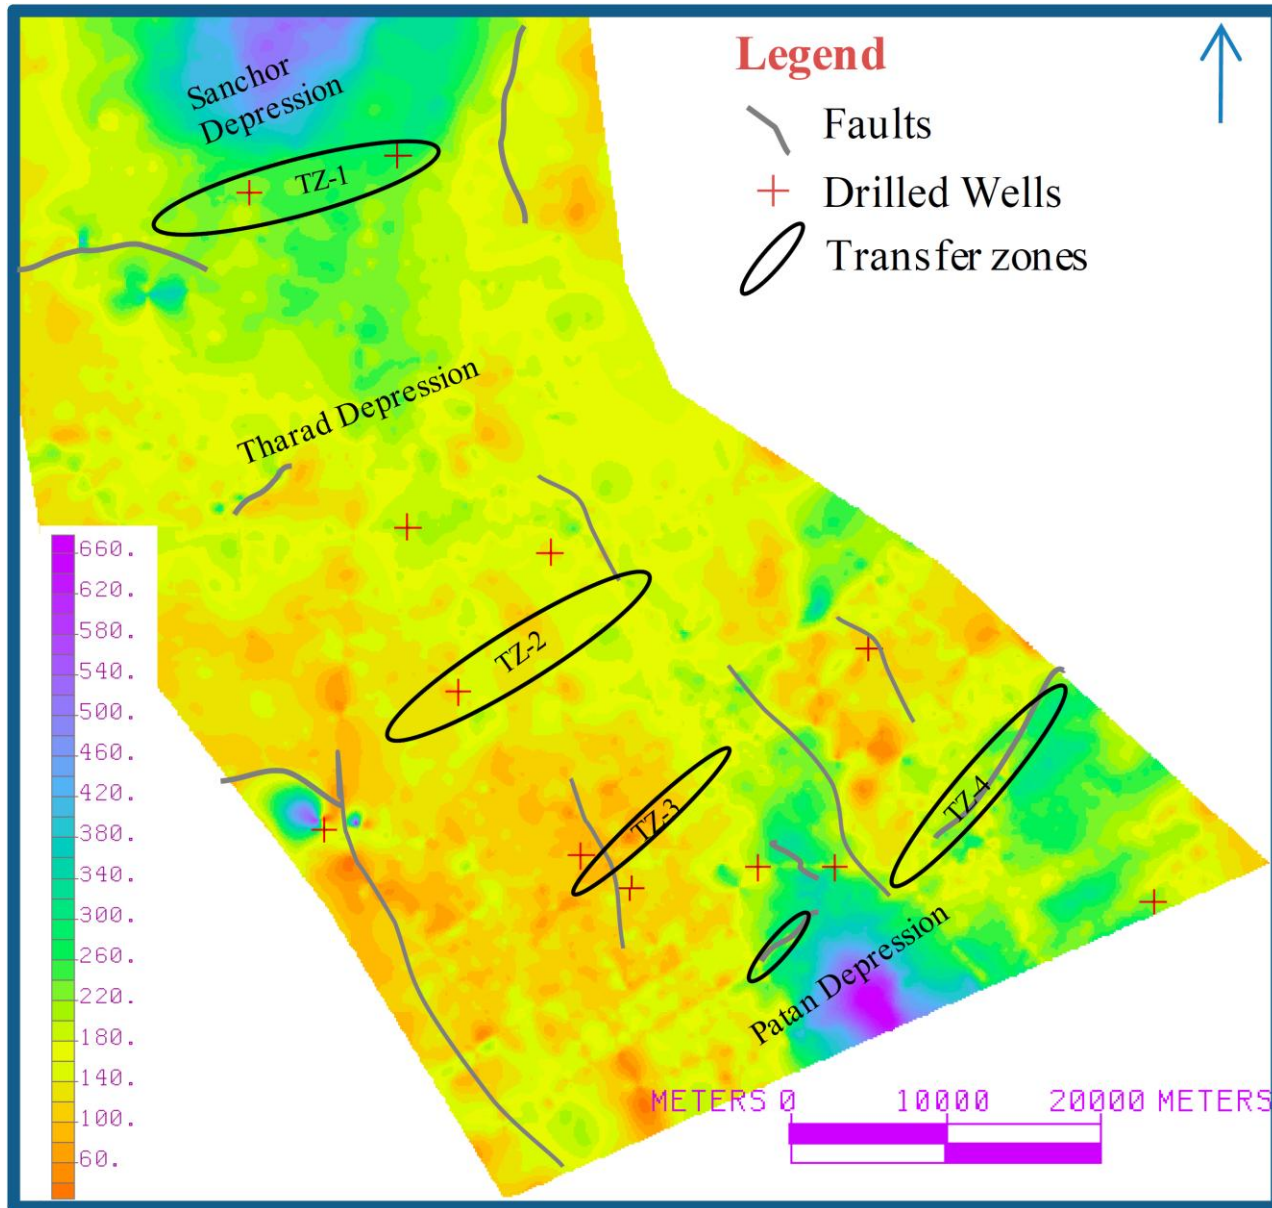 Legend
Faults
Drilled Wells
Transfer zones
Sanchor
Depression
TZ-1
Tharad Depression
TZ-2
TZ-3
TZ-4
Patan Depression
660.
620.
580.
540.
500.
460.
420.
380.
340.
300.
260.
220.
180.
140.
100.
60.
METERS 0 10000 20000 METERS